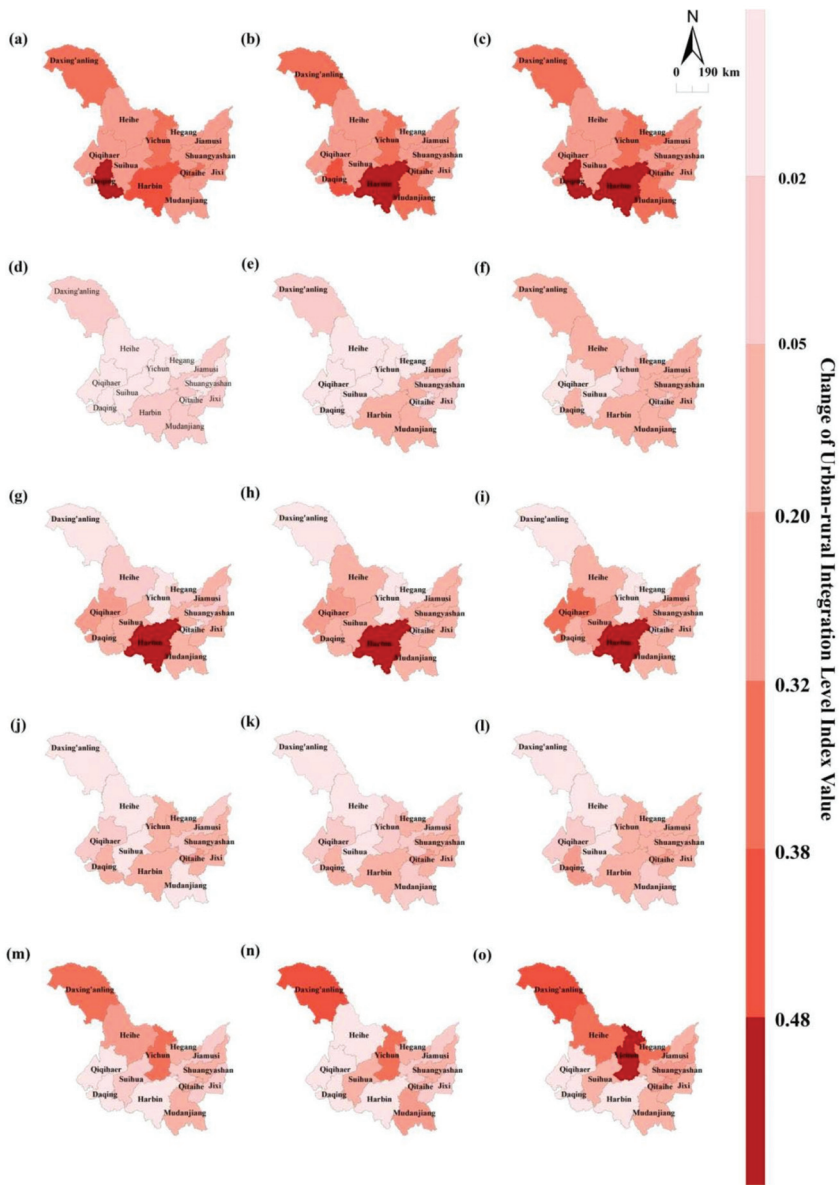 N
0 190 km
(a)
Daxing'anling
Heihe
Hegang
Yichun
Jiamusi
Qiqihaer
Shuangyashan
Suihua
Qitaihe
Jixi
Daqing
Harbin
Mudanjiang
(b)
Daxing'anling
Heihe
Hegang
Yichun
Jiamusi
Qiqihaer
Shuangyashan
Suihua
Qitaihe
Jixi
Daqing
Harbin
Mudanjiang
(c)
Daxing'anling
Heihe
Hegang
Yichun
Jiamusi
Qiqihaer
Shuangyashan
Suihua
Qitaihe
Jixi
Daqing
Harbin
Mudanjiang
(d)
Daxing'anling
Heihe
Hegang
Yichun
Jiamusi
Qiqihaer
Shuangyashan
Suihua
Qitaihe
Jixi
Daqing
Harbin
Mudanjiang
(e)
Daxing'anling
Heihe
Hegang
Yichun
Jiamusi
Qiqihaer
Shuangyashan
Suihua
Qitaihe
Jixi
Daqing
Harbin
Mudanjiang
(f)
Daxing'anling
Heihe
Hegang
Yichun
Jiamusi
Qiqihaer
Shuangyashan
Suihua
Qitaihe
Jixi
Daqing
Harbin
Mudanjiang
(g)
Daxing'anling
Heihe
Hegang
Yichun
Jiamusi
Qiqihaer
Shuangyashan
Suihua
Qitaihe
Jixi
Daqing
Harbin
Mudanjiang
(h)
Daxing'anling
Heihe
Hegang
Yichun
Jiamusi
Qiqihaer
Shuangyashan
Suihua
Qitaihe
Jixi
Daqing
Harbin
Mudanjiang
(i)
Daxing'anling
Heihe
Hegang
Yichun
Jiamusi
Qiqihaer
Shuangyashan
Suihua
Qitaihe
Jixi
Daqing
Harbin
Mudanjiang
(j)
Daxing'anling
Heihe
Hegang
Yichun
Jiamusi
Qiqihaer
Shuangyashan
Suihua
Qitaihe
Jixi
Daqing
Harbin
Mudanjiang
(k)
Daxing'anling
Heihe
Hegang
Yichun
Jiamusi
Qiqihaer
Shuangyashan
Suihua
Qitaihe
Jixi
Daqing
Harbin
Mudanjiang
(l)
Daxing'anling
Heihe
Hegang
Yichun
Jiamusi
Qiqihaer
Shuangyashan
Suihua
Qitaihe
Jixi
Daqing
Harbin
Mudanjiang
(m)
Daxing'anling
Heihe
Hegang
Yichun
Jiamusi
Qiqihaer
Shuangyashan
Suihua
Qitaihe
Jixi
Daqing
Harbin
Mudanjiang
(n)
Daxing'anling
Heihe
Hegang
Yichun
Jiamusi
Qiqihaer
Shuangyashan
Suihua
Qitaihe
Jixi
Daqing
Harbin
Mudanjiang
(o)
Daxing'anling
Heihe
Hegang
Jiamusi
Qiqihaer
Shuangyashan
Suihua
Qitaihe
Jixi
Daqing
Harbin
Mudanjiang
0.02
0.05
0.20
0.32
0.38
0.48
Change of Urban-rural Integration Level Index Value